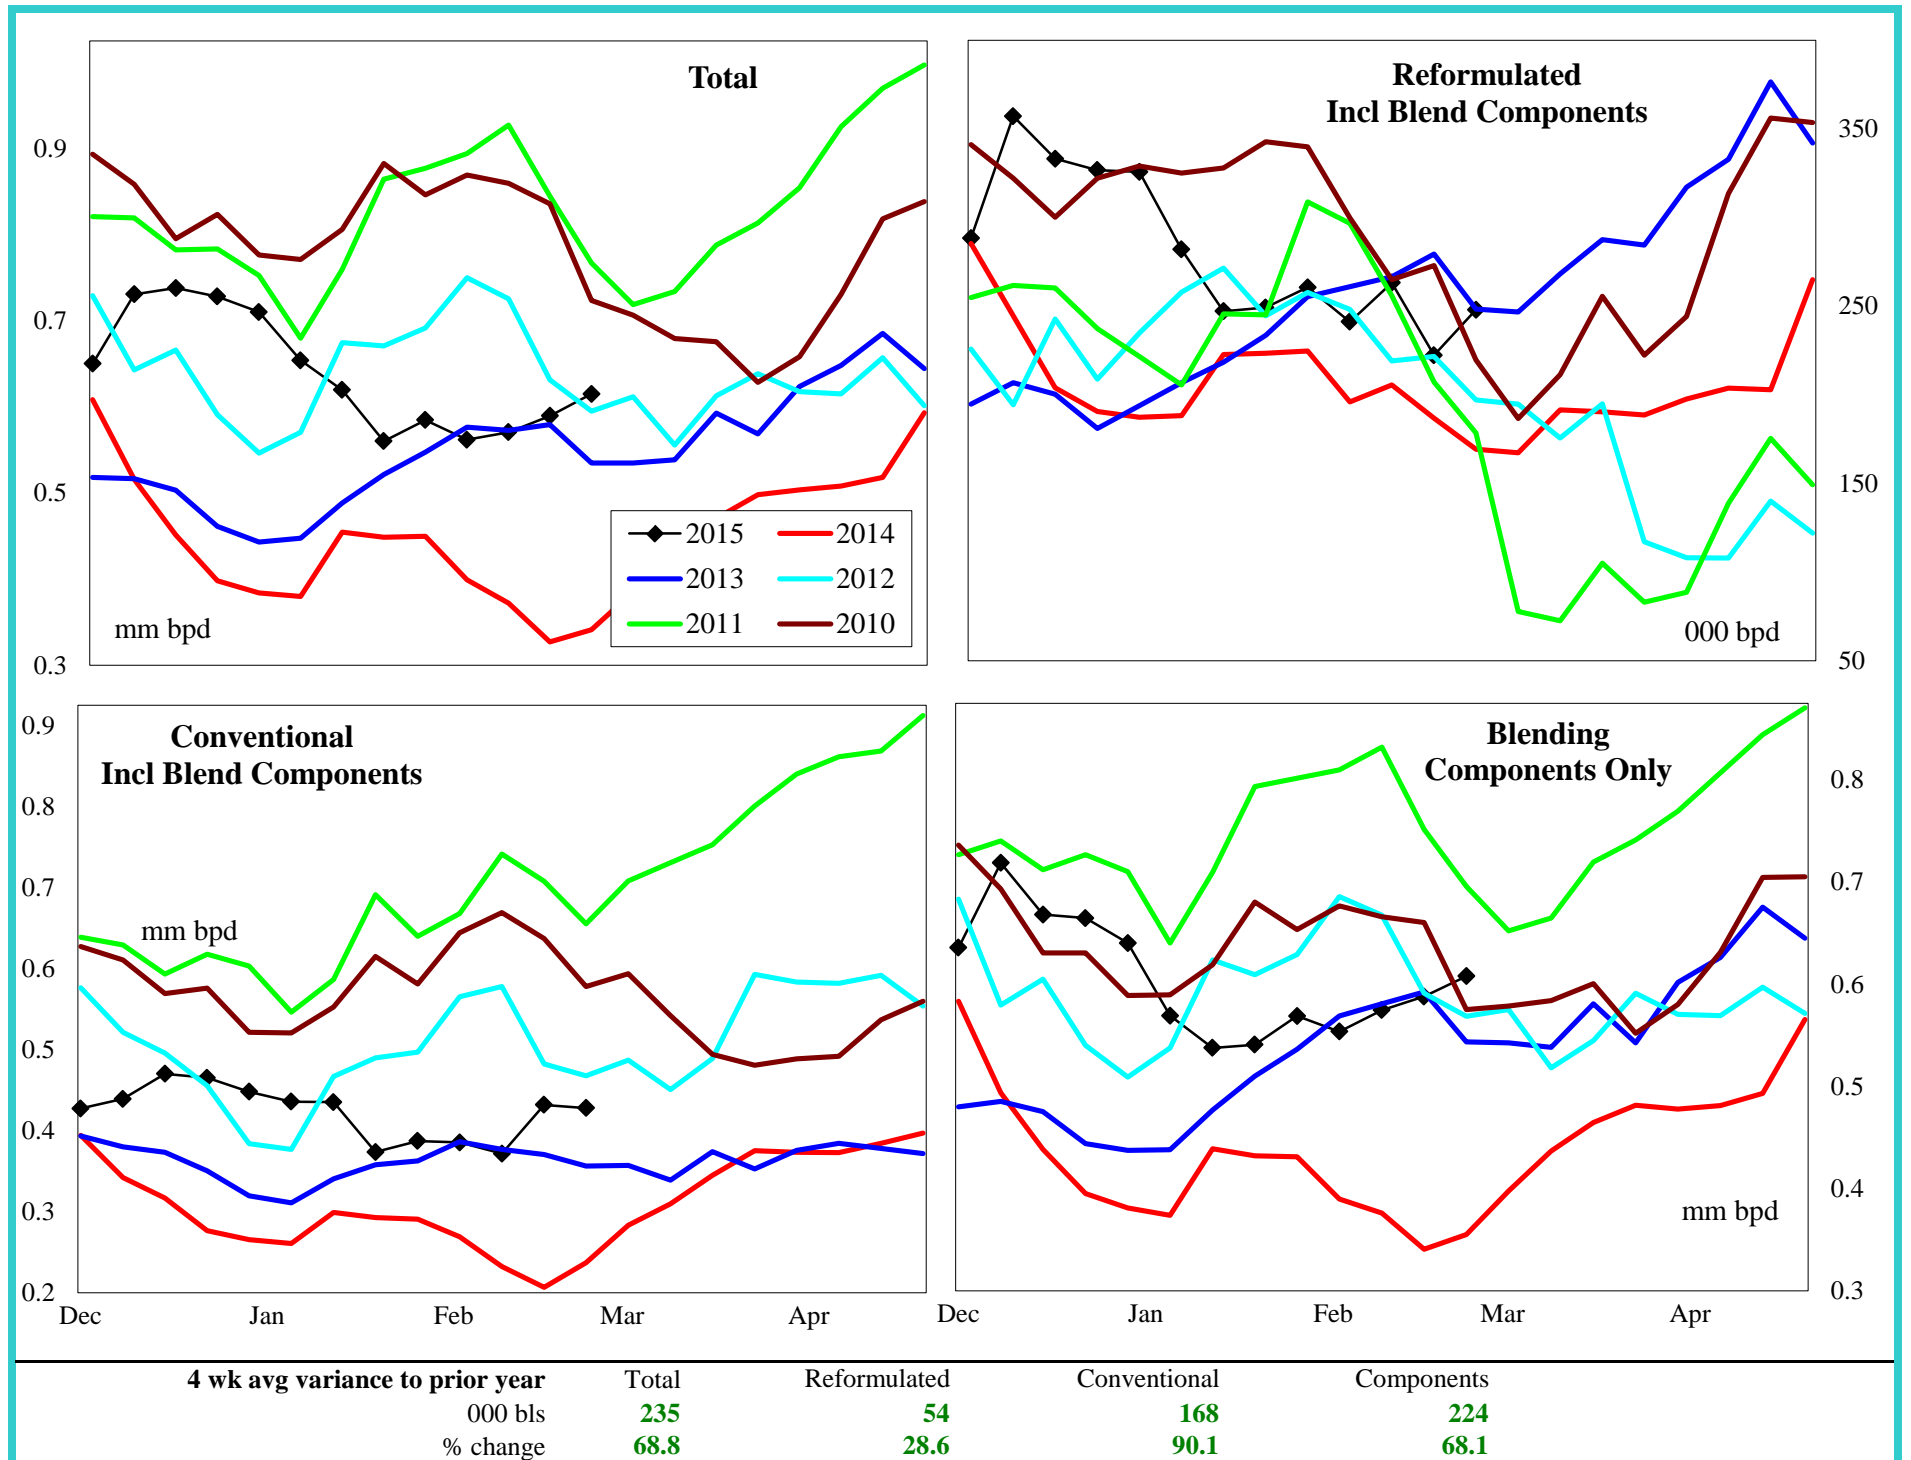 Total
0.9
0.7
0.5
0.3
mm bpd
2015 2014
2013 2012
2011 2010
Reformulated
Incl Blend Components
350
250
150
50
000 bpd
Conventional
Incl Blend Components
mm bpd
0.9
0.8
0.7
0.6
0.5
0.4
0.3
0.2
Dec Jan Feb Mar Apr
Blending
Components Only
0.8
0.7
0.6
0.5
0.4
0.3
mm bpd
Dec Jan Feb Mar Apr
4 wk avg variance to prior year Total Reformulated Conventional Components
000 bls 235 54 168 224
% change 68.8 28.6 90.1 68.1